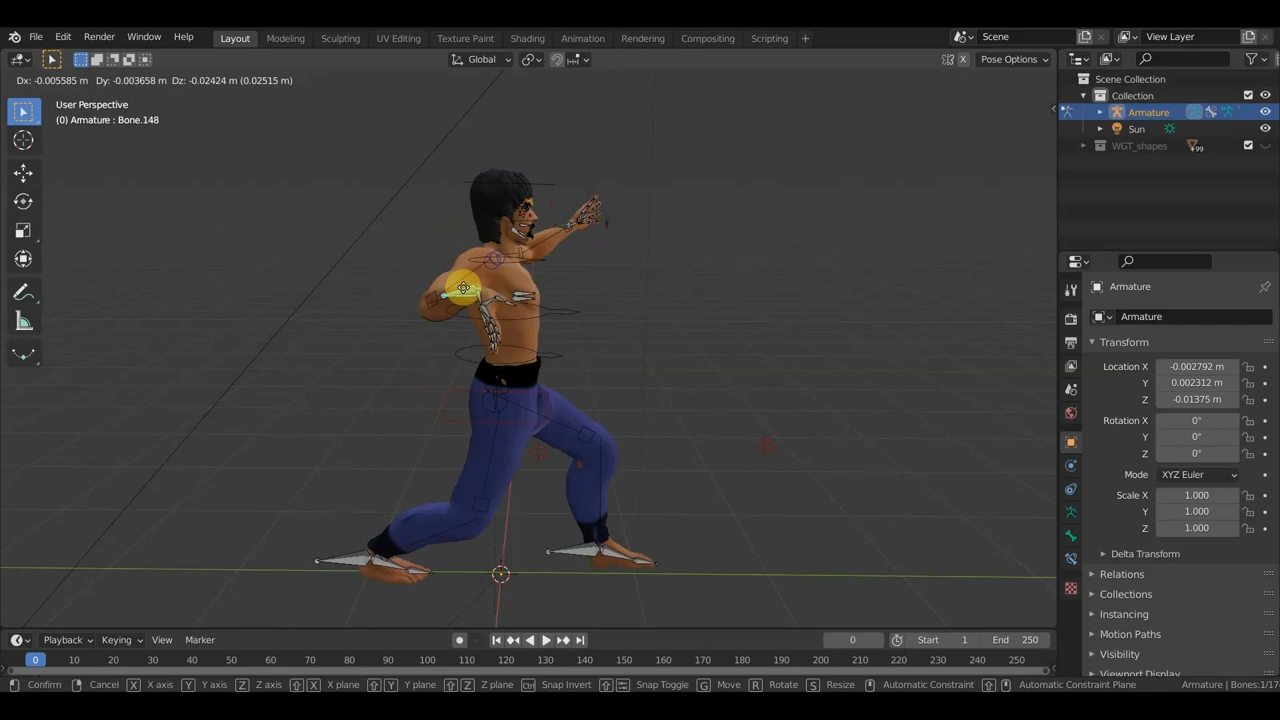 File Edit Render Window Help Layout Modeling Sculpting UV Editing Texture Paint Shading Animation Rendering Compositing Scripting + Scene View Layer
Global X Pose Options
Dx: -0.005585 m Dy: -0.003658 m Dz: -0.02424 m (0.02515 m)
User Perspective
(0) Armature : Bone.148
Scene Collection
Collection
Armature
Sun
WGT_shapes +99
Armature
Armature
Transform
Location X -0.002792 m
Y 0.002312 m
Z -0.01375 m
Rotation X 0°
Y 0°
Z 0°
Mode XYZ Euler
Scale X 1.000
Y 1.000
Z 1.000
Delta Transform
Relations
Collections
Instancing
Motion Paths
Visibility
Viewport Display
Playback Keying View Marker 0 Start 1 End 250
0 10 20 30 40 50 60 70 80 90 100 110 120 130 140 150 160 170 180 190 200 210 220 230 240 250
Confirm Cancel X X axis Y Y axis Z Z axis X X plane Y Y plane Z Z plane Ctrl Snap Invert Snap Toggle G Move R Rotate S Resize Automatic Constraint Automatic Constraint Plane Armature | Bones:1/17